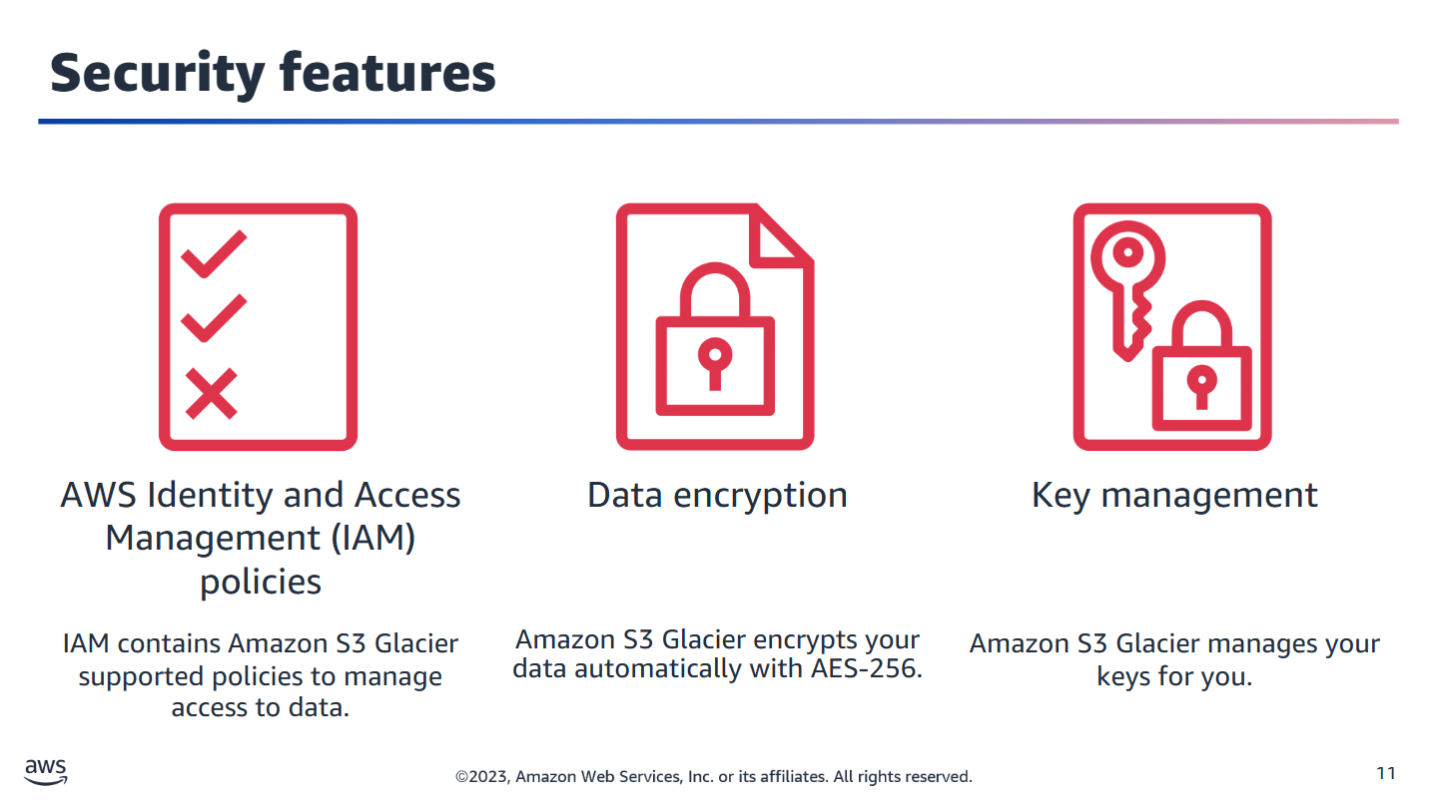 Security features
AWS Identity and Access
Management (IAM)
policies
IAM contains Amazon S3 Glacier
supported policies to manage
access to data.
Data encryption
Amazon S3 Glacier encrypts your
data automatically with AES-256.
Key management
Amazon S3 Glacier manages your
keys for you.
aws
©2023, Amazon Web Services, Inc. or its affiliates. All rights reserved.
11